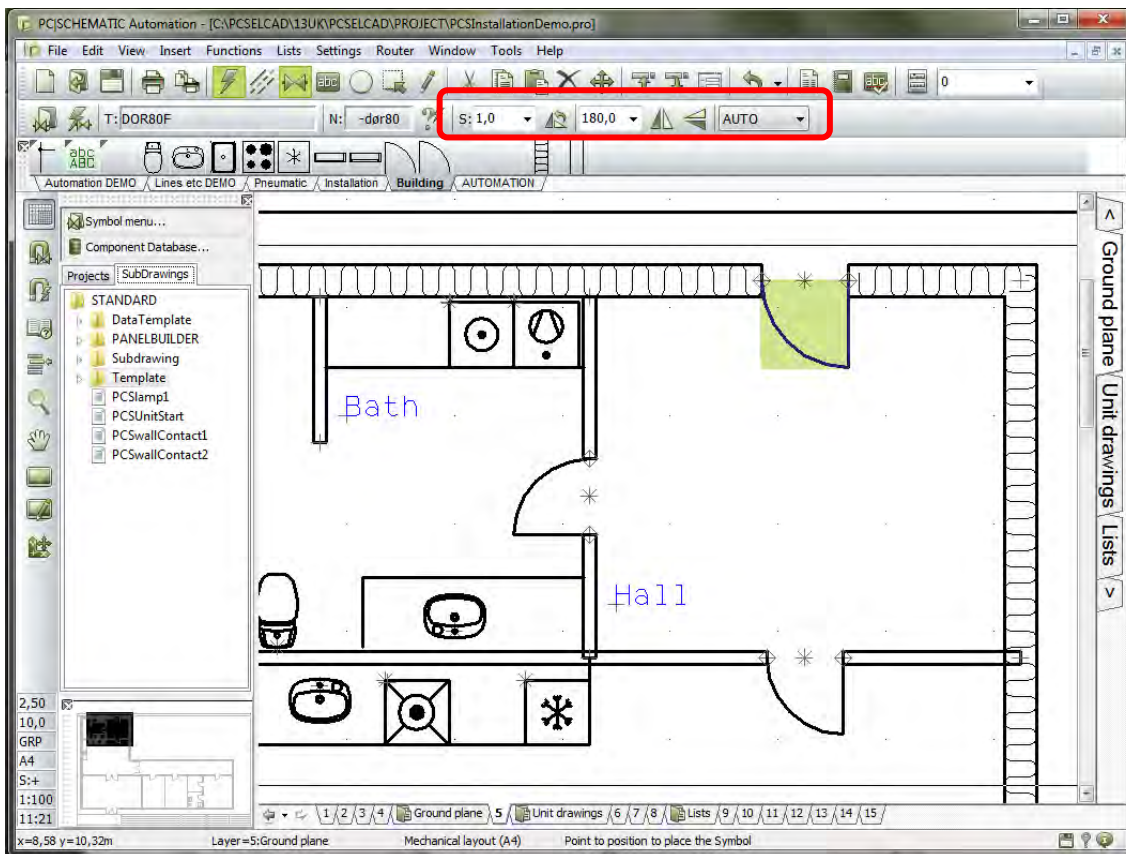 PC|SCHEMATIC Automation - [C:\PCSELCAD\13UK\PCSELCAD\PROJECT\PCSInstallationDemo.pro]
File Edit View Insert Functions Lists Settings Router Window Tools Help
abc 0
T: DOR80F N: -dør80 S: 1,0 180,0 AUTO
abc
ABC
Automation DEMO Lines etc DEMO Pneumatic Installation Building AUTOMATION
Symbol menu...
Component Database...
Projects SubDrawings
STANDARD
DataTemplate
PANELBUILDER
Subdrawing
Template
PCSlamp1
PCSUnitStart
PCSwallContact1
PCSwallContact2
Bath
Hall
Ground plane
Unit drawings
Lists
2,50
10,0
GRP
A4
S:+
1:100
11:21
1 2 3 4 Ground plane 5 Unit drawings 6 7 8 Lists 9 10 11 12 13 14 15
x=8,58 y=10,32m Layer=5:Ground plane Mechanical layout (A4) Point to position to place the Symbol